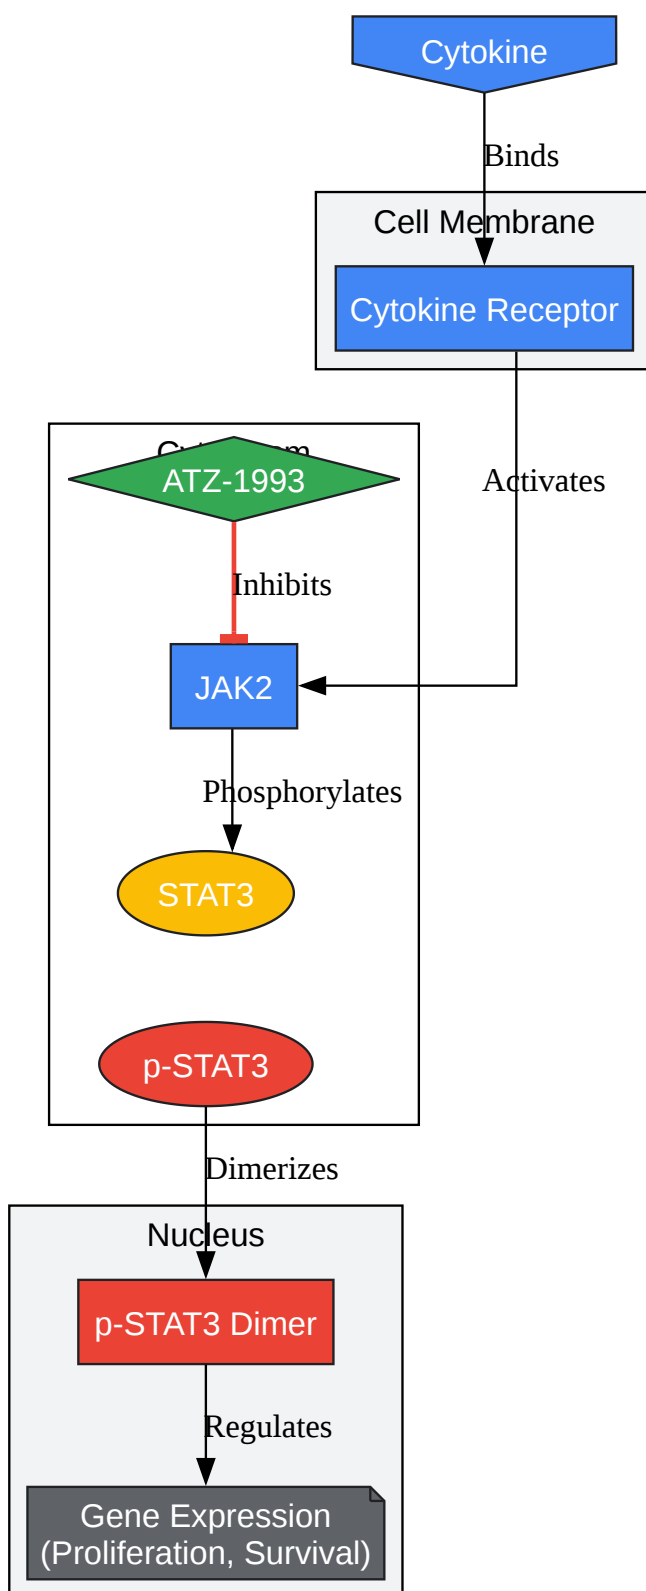 Cytokine
Binds
Cell Membrane
Cytokine Receptor
Activates
ATZ-1993
Inhibits
JAK2
Phosphorylates
STAT3
p-STAT3
Dimerizes
Nucleus
p-STAT3 Dimer
Regulates
Gene Expression
(Proliferation, Survival)